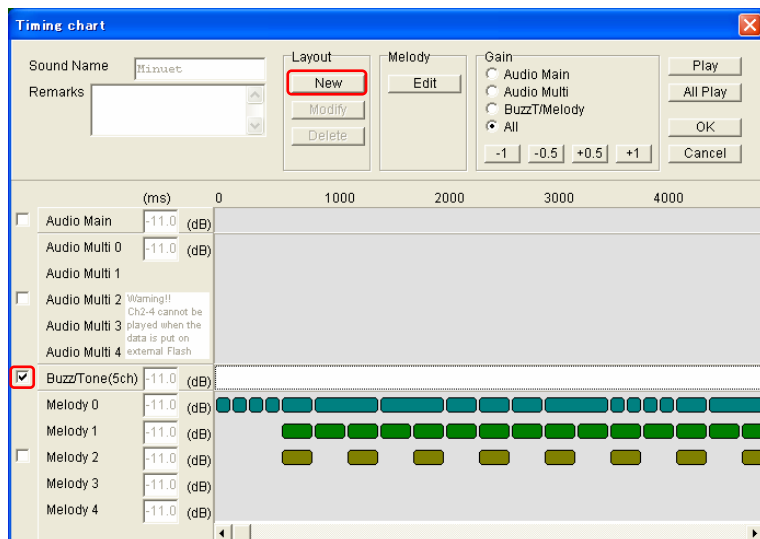 Timing chart
Sound Name Minuet
Remarks
Layout
New
Modify
Delete
Melody
Edit
Gain
Audio Main
Audio Multi
BuzzT/Melody
All
-1 -0.5 +0.5 +1
Play
All Play
OK
Cancel
(ms) 0 1000 2000 3000 4000
Audio Main -11.0 (dB)
Audio Multi 0 -11.0 (dB)
Audio Multi 1
Audio Multi 2
Audio Multi 3
Audio Multi 4
Warning!!
Ch2-4 cannot be
played when the
data is put on
external Flash
Buzz/Tone(5ch) -11.0 (dB)
Melody 0 -11.0 (dB)
Melody 1 -11.0 (dB)
Melody 2 -11.0 (dB)
Melody 3 -11.0 (dB)
Melody 4 -11.0 (dB)